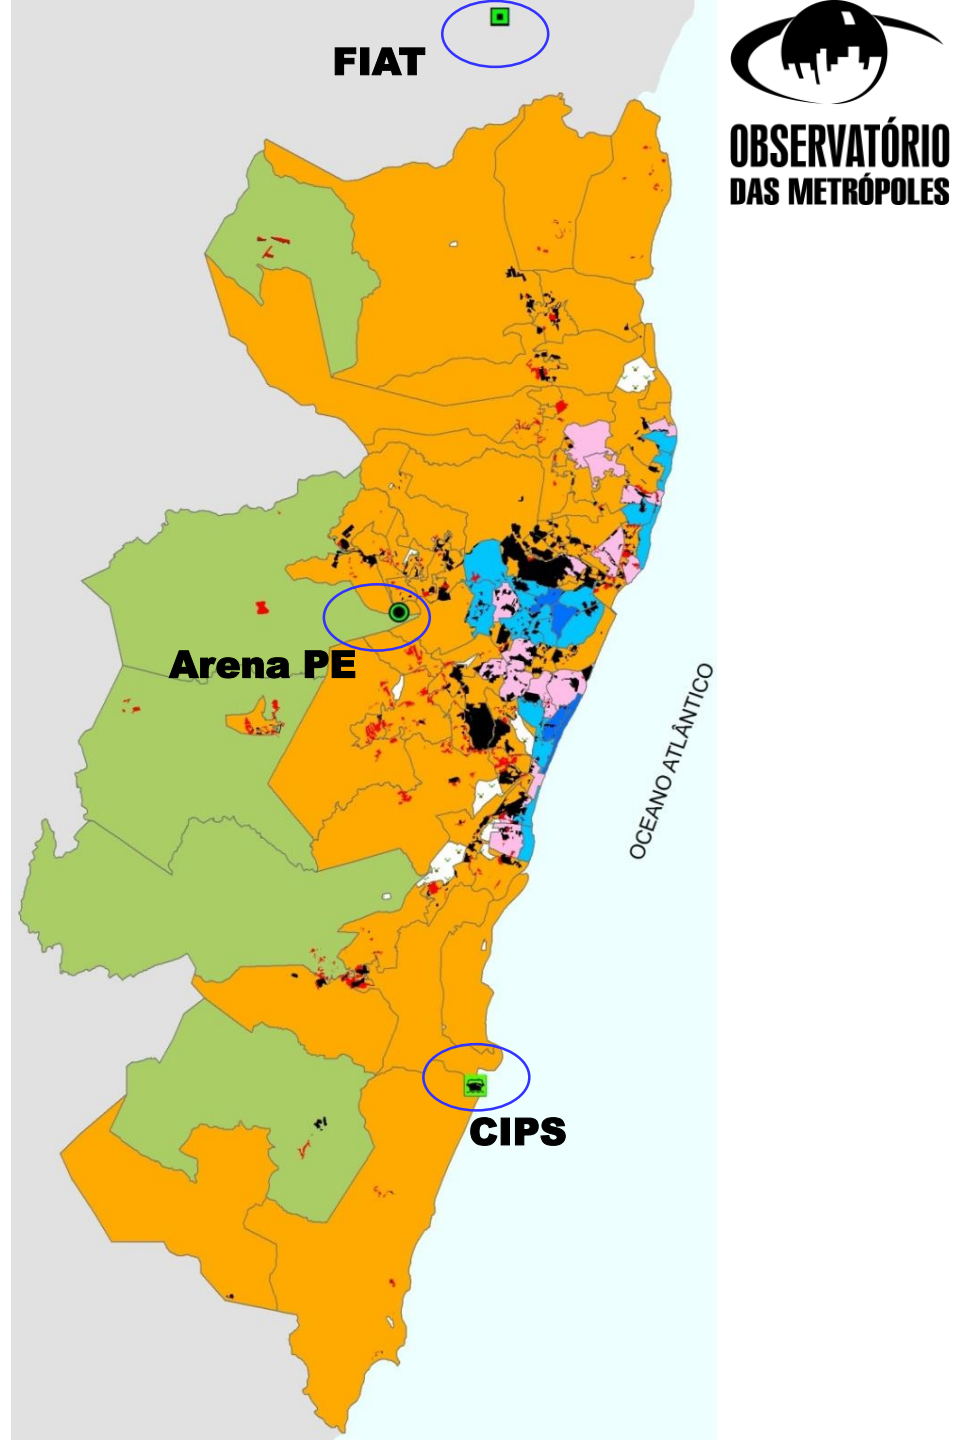 FIAT
OBSERVATÓRIO
DAS METRÓPOLES
Arena PE
OCEANO ATLÂNTICO
CIPS